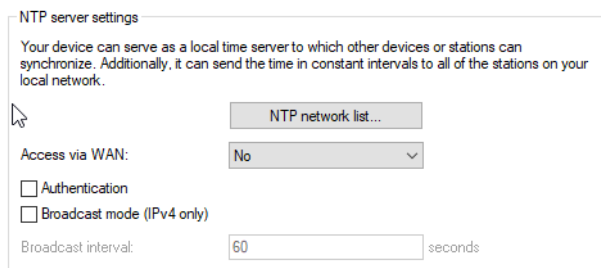 NTP server settings
Your device can serve as a local time server to which other devices or stations can
synchronize. Additionally, it can send the time in constant intervals to all of the stations on your
local network.
NTP network list...
Access via WAN: No
Authentication
Broadcast mode (IPv4 only)
Broadcast interval: 60 seconds